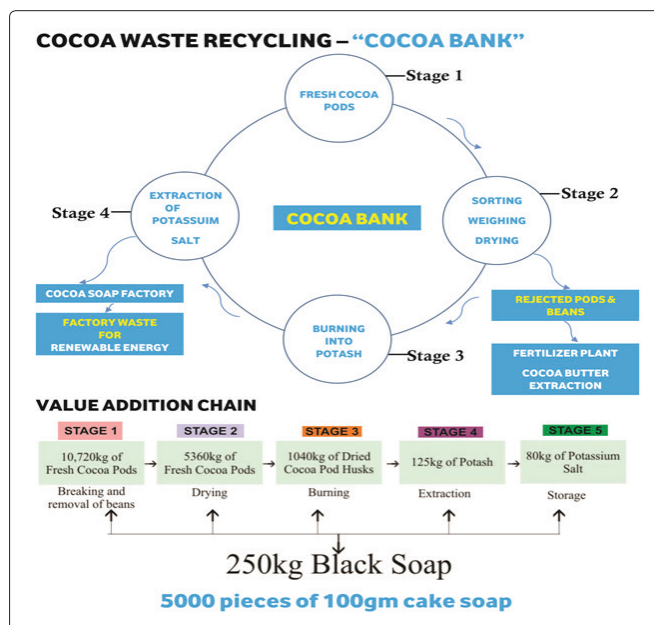 COCOA WASTE RECYCLING – “COCOA BANK”
Stage 1
FRESH COCOA
PODS
Stage 2
SORTING
WEIGHING
DRYING
Stage 4
EXTRACTION
OF
POTASSUIM
SALT
COCOA BANK
COCOA SOAP FACTORY
FACTORY WASTE
FOR
RENEWABLE ENERGY
REJECTED PODS &
BEANS
BURNING
INTO
POTASH
Stage 3
FERTILIZER PLANT
COCOA BUTTER
EXTRACTION
VALUE ADDITION CHAIN
STAGE 1
STAGE 2
STAGE 3
STAGE 4
STAGE 5
10,720kg of
Fresh Cocoa Pods
5360kg of
Fresh Cocoa Pods
1040kg of Dried
Cocoa Pod Husks
125kg of Potash
80kg of Potassium
Salt
Breaking and
removal of beans
Drying
Burning
Extraction
Storage
250kg Black Soap
5000 pieces of 100gm cake soap